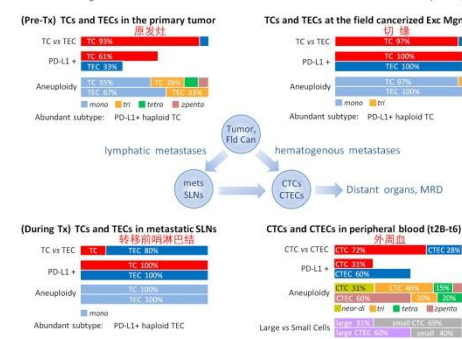 (Pre-Tx) TCs and TECs in the primary tumor
原发灶
TC vs TEC
TC 93%
PD-L1 +
TC 61%
TEC 33%
Aneuploidy
TC 55%
TC 26%
TEC 67%
TEC 33%
mono tri tetra ≥penta
Abundant subtype: PD-L1+ haploid TC
TCs and TECs at the field cancerized Exc Mgn
切 缘
TC vs TEC
TC 97%
PD-L1 +
TC 100%
TEC 100%
Aneuploidy
TC 97%
TEC 100%
mono tri
Abundant subtype: PD-L1+ haploid TC
Tumor,
Fld Can
lymphatic metastases
hematogenous metastases
mets
SLNs
CTCs
CTECs
Distant organs, MRD
(During Tx) TCs and TECs in metastatic SLNs
转移前哨淋巴结
TC vs TEC
TC
TEC 80%
PD-L1 +
TC 100%
TEC 100%
Aneuploidy
TC 100%
TEC 100%
mono
Abundant subtype: PD-L1+ haploid TEC
CTCs and CTECs in peripheral blood (t2B-t6)
外周血
CTC vs CTEC
CTC 72%
CTEC 28%
PD-L1 +
CTC 31%
CTEC 60%
Aneuploidy
CTC 31%
CTC 46%
15%
CTEC 60%
20%
20%
near-di tri tetra ≥penta
Large vs Small Cells
large 31%
small CTC 69%
large CTEC 60%
small 40%